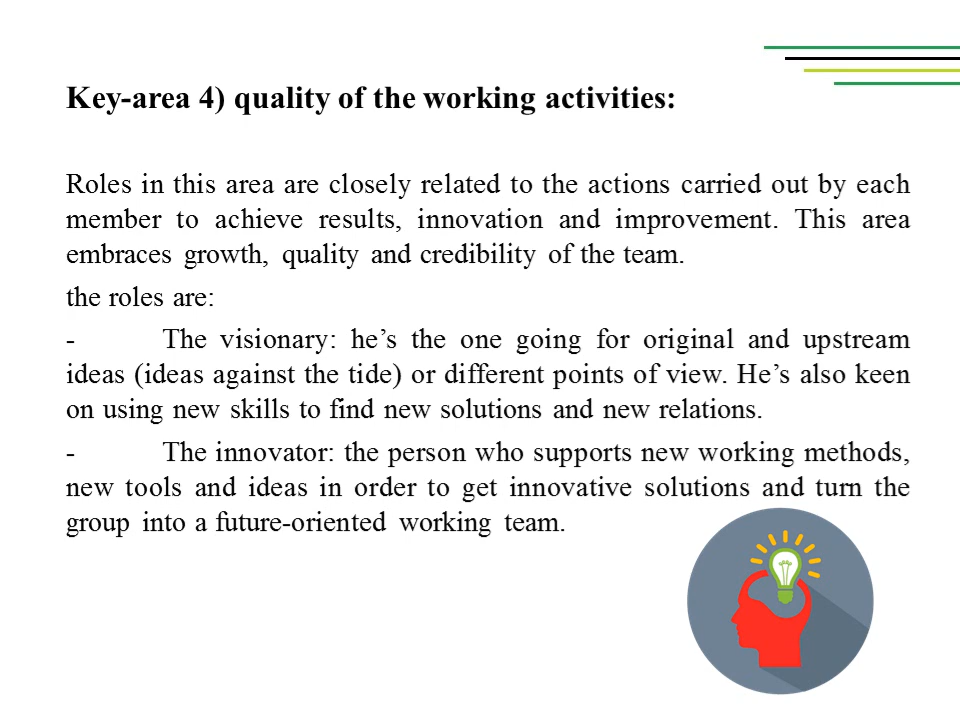 Key-area 4) quality of the working activities:
Roles in this area are closely related to the actions carried out by each
member to achieve results, innovation and improvement. This area
embraces growth, quality and credibility of the team.
the roles are:
- The visionary: he’s the one going for original and upstream
ideas (ideas against the tide) or different points of view. He’s also keen
on using new skills to find new solutions and new relations.
- The innovator: the person who supports new working methods,
new tools and ideas in order to get innovative solutions and turn the
group into a future-oriented working team.